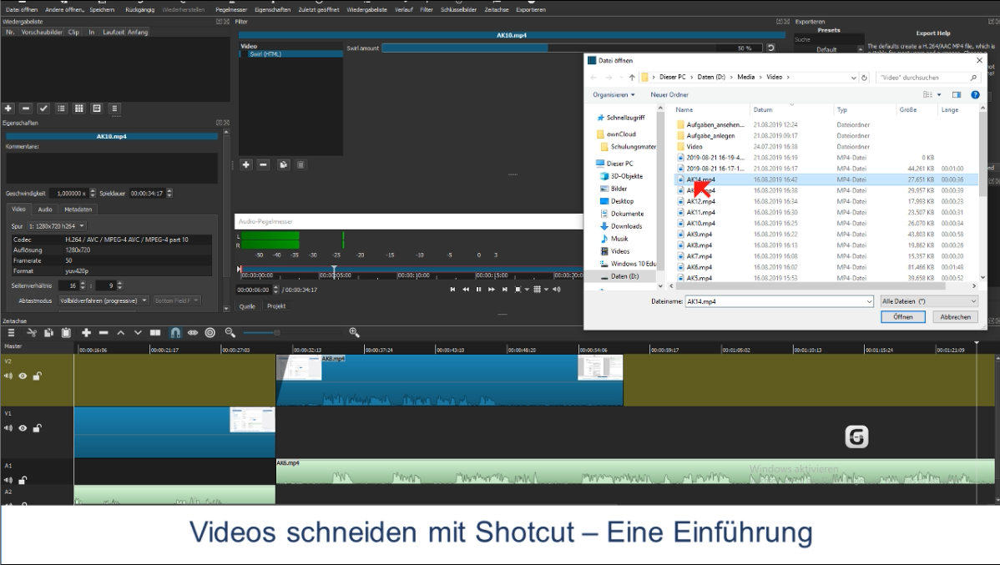 Datei öffnen Andere öffnen.. Speichern Rückgängig Wiederherstellen Pegelmesser Eigenschaften Zuletzt geöffnet Wiedergabeliste Verlauf Filter Schlüsselbilder Zeitachse Exportieren
Wiedergabeliste
Nr. Vorschaubilder Clip In Laufzeit Anfang
Filter
AK10.mp4
Video
Swirl (HTML)
Swirl amount 50 %
Exportieren
Presets
Suche
Default
Export Help
The defaults create a H.264/AAC MP4 file, which is
Eigenschaften
AK10.mp4
Kommentare:
Geschwindigkeit 1,000000 x Spieldauer 00:00:34:17
Video Audio Metadaten
Spur 1: 1280x720 h264
Codec H.264 / AVC / MPEG-4 AVC / MPEG-4 part 10
Auflösung 1280x720
Framerate 50
Format yuv420p
Seitenverhältnis 16 : 9
Abtastmodus Vollbildverfahren (progressive) Bottom Field F
Audio-Pegelmesser
L
R
-50 -40 -35 -30 -25 -20 -15 -10 -5 0 3
00:00:00:00 00:00:05:00 00:00:10:00 00:00:15:00 00:00:20:0
00:00:06:00 / 00:00:34:17
Quelle Projekt
Datei öffnen
Dieser PC > Daten (D:) > Media > Video >
"Video" durchsuchen
Organisieren Neuer Ordner
Schnellzugriff
ownCloud
Schulungsmater
Dieser PC
3D-Objekte
Bilder
Desktop
Dokumente
Downloads
Musik
Videos
Windows 10 Edu
Daten (D:)
Name Datum Typ Größe Länge
Aufgaben_ansehen... 21.08.2019 12:24 Dateiordner
Aufgabe_anlegen 21.08.2019 09:17 Dateiordner
Video 24.07.2019 16:38 Dateiordner
2019-08-21 16-19-4... 21.08.2019 16:19 MP4-Datei 0 KB
2019-08-21 16-17-1... 21.08.2019 16:17 MP4-Datei 44.261 KB 00:01:00
AK14.mp4 16.08.2019 16:42 MP4-Datei 27.651 KB 00:00:36
16.08.2019 16:38 MP4-Datei 29.957 KB 00:00:39
AK12.mp4 16.08.2019 16:34 MP4-Datei 17.993 KB 00:00:23
AK11.mp4 16.08.2019 16:30 MP4-Datei 23.507 KB 00:00:31
AK10.mp4 16.08.2019 16:25 MP4-Datei 26.070 KB 00:00:34
AK9.mp4 16.08.2019 16:22 MP4-Datei 43.803 KB 00:00:58
AK8.mp4 16.08.2019 16:13 MP4-Datei 19.862 KB 00:00:26
AK7.mp4 16.08.2019 16:08 MP4-Datei 15.357 KB 00:00:20
AK6.mp4 16.08.2019 16:02 MP4-Datei 81.466 KB 00:01:48
AK5.mp4 16.08.2019 15:53 MP4-Datei 39.658 KB 00:00:52
Dateiname: AK14.mp4 Alle Dateien (*)
Öffnen Abbrechen
Zeitachse
Master
00:00:16:06 00:00:21:17 00:00:27:03 00:00:32:13 00:00:37:24 00:00:43:10 00:00:48:20 00:00:54:06 00:00:59:17 00:01:05:02 00:01:10:13 00:01:15:24 00:01:21:09
V2
AK8.mp4
V1
A1
AK6.mp4
Windows aktivieren
A2
Videos schneiden mit Shotcut – Eine Einführung